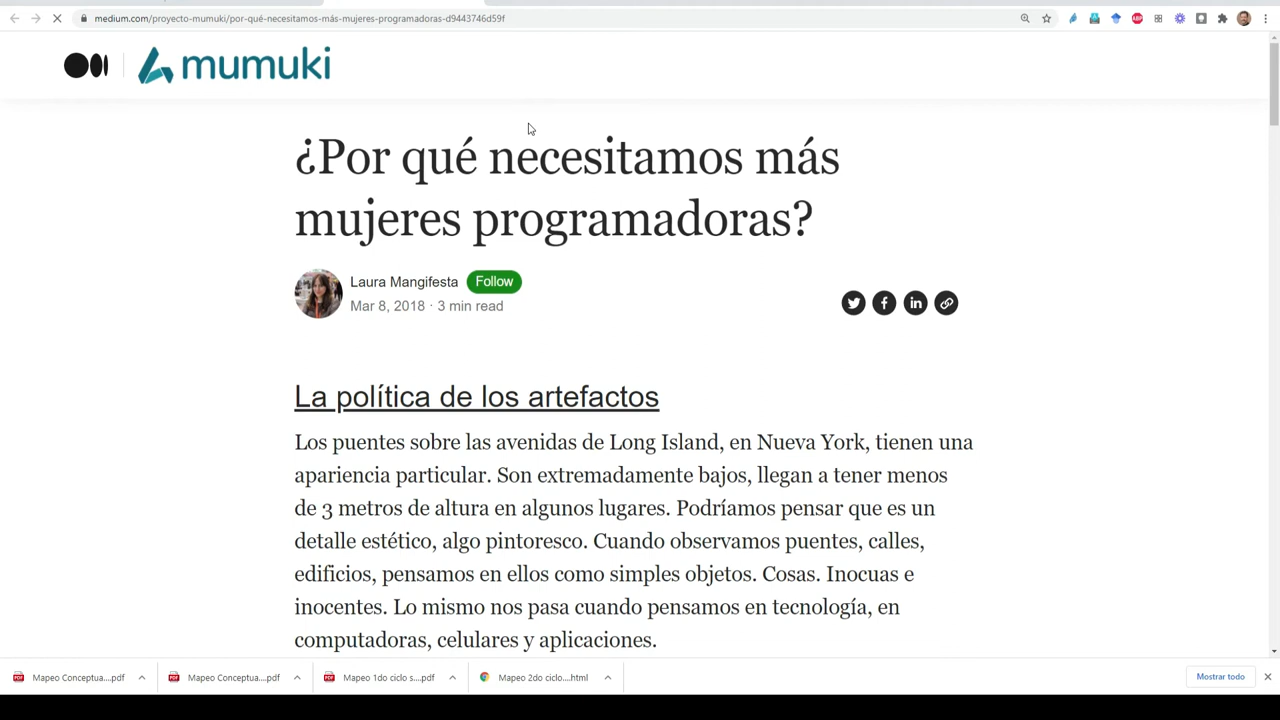 medium.com/proyecto-mumuki/por-qué-necesitamos-más-mujeres-programadoras-d9443746d59f
mumuki
¿Por qué necesitamos más
mujeres programadoras?
Laura Mangifesta Follow
Mar 8, 2018 · 3 min read
La política de los artefactos
Los puentes sobre las avenidas de Long Island, en Nueva York, tienen una
apariencia particular. Son extremadamente bajos, llegan a tener menos
de 3 metros de altura en algunos lugares. Podríamos pensar que es un
detalle estético, algo pintoresco. Cuando observamos puentes, calles,
edificios, pensamos en ellos como simples objetos. Cosas. Inocuas e
inocentes. Lo mismo nos pasa cuando pensamos en tecnología, en
computadoras, celulares y aplicaciones.
Mapeo Conceptua....pdf Mapeo Conceptua....pdf Mapeo 1do ciclo s....pdf Mapeo 2do ciclo....html Mostrar todo